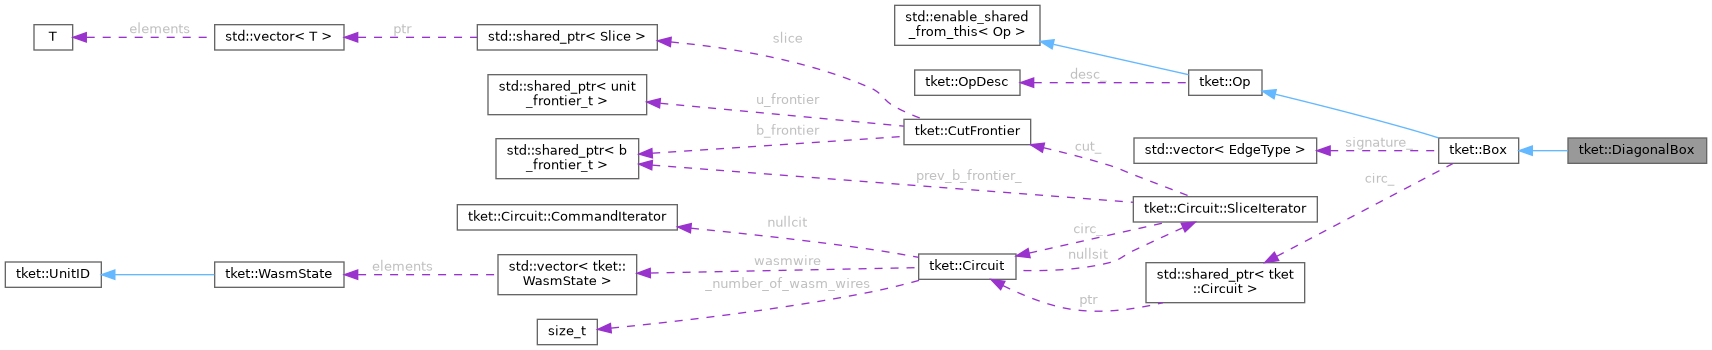 std::enable_shared
_from_this< Op >
T
elements
std::vector< T >
ptr
std::shared_ptr< Slice >
slice
tket::OpDesc
desc_
tket::Op
std::shared_ptr< unit
_frontier_t >
u_frontier
b_frontier
tket::CutFrontier
std::shared_ptr< b
_frontier_t >
cut_
std::vector< EdgeType >
signature_
tket::Box
tket::DiagonalBox
prev_b_frontier_
circ_
tket::Circuit::CommandIterator
nullcit
tket::Circuit::SliceIterator
circ_
nullsit
tket::UnitID
tket::WasmState
elements
std::vector< tket::
WasmState >
wasmwire
_number_of_wasm_wires
tket::Circuit
std::shared_ptr< tket
::Circuit >
ptr
size_t